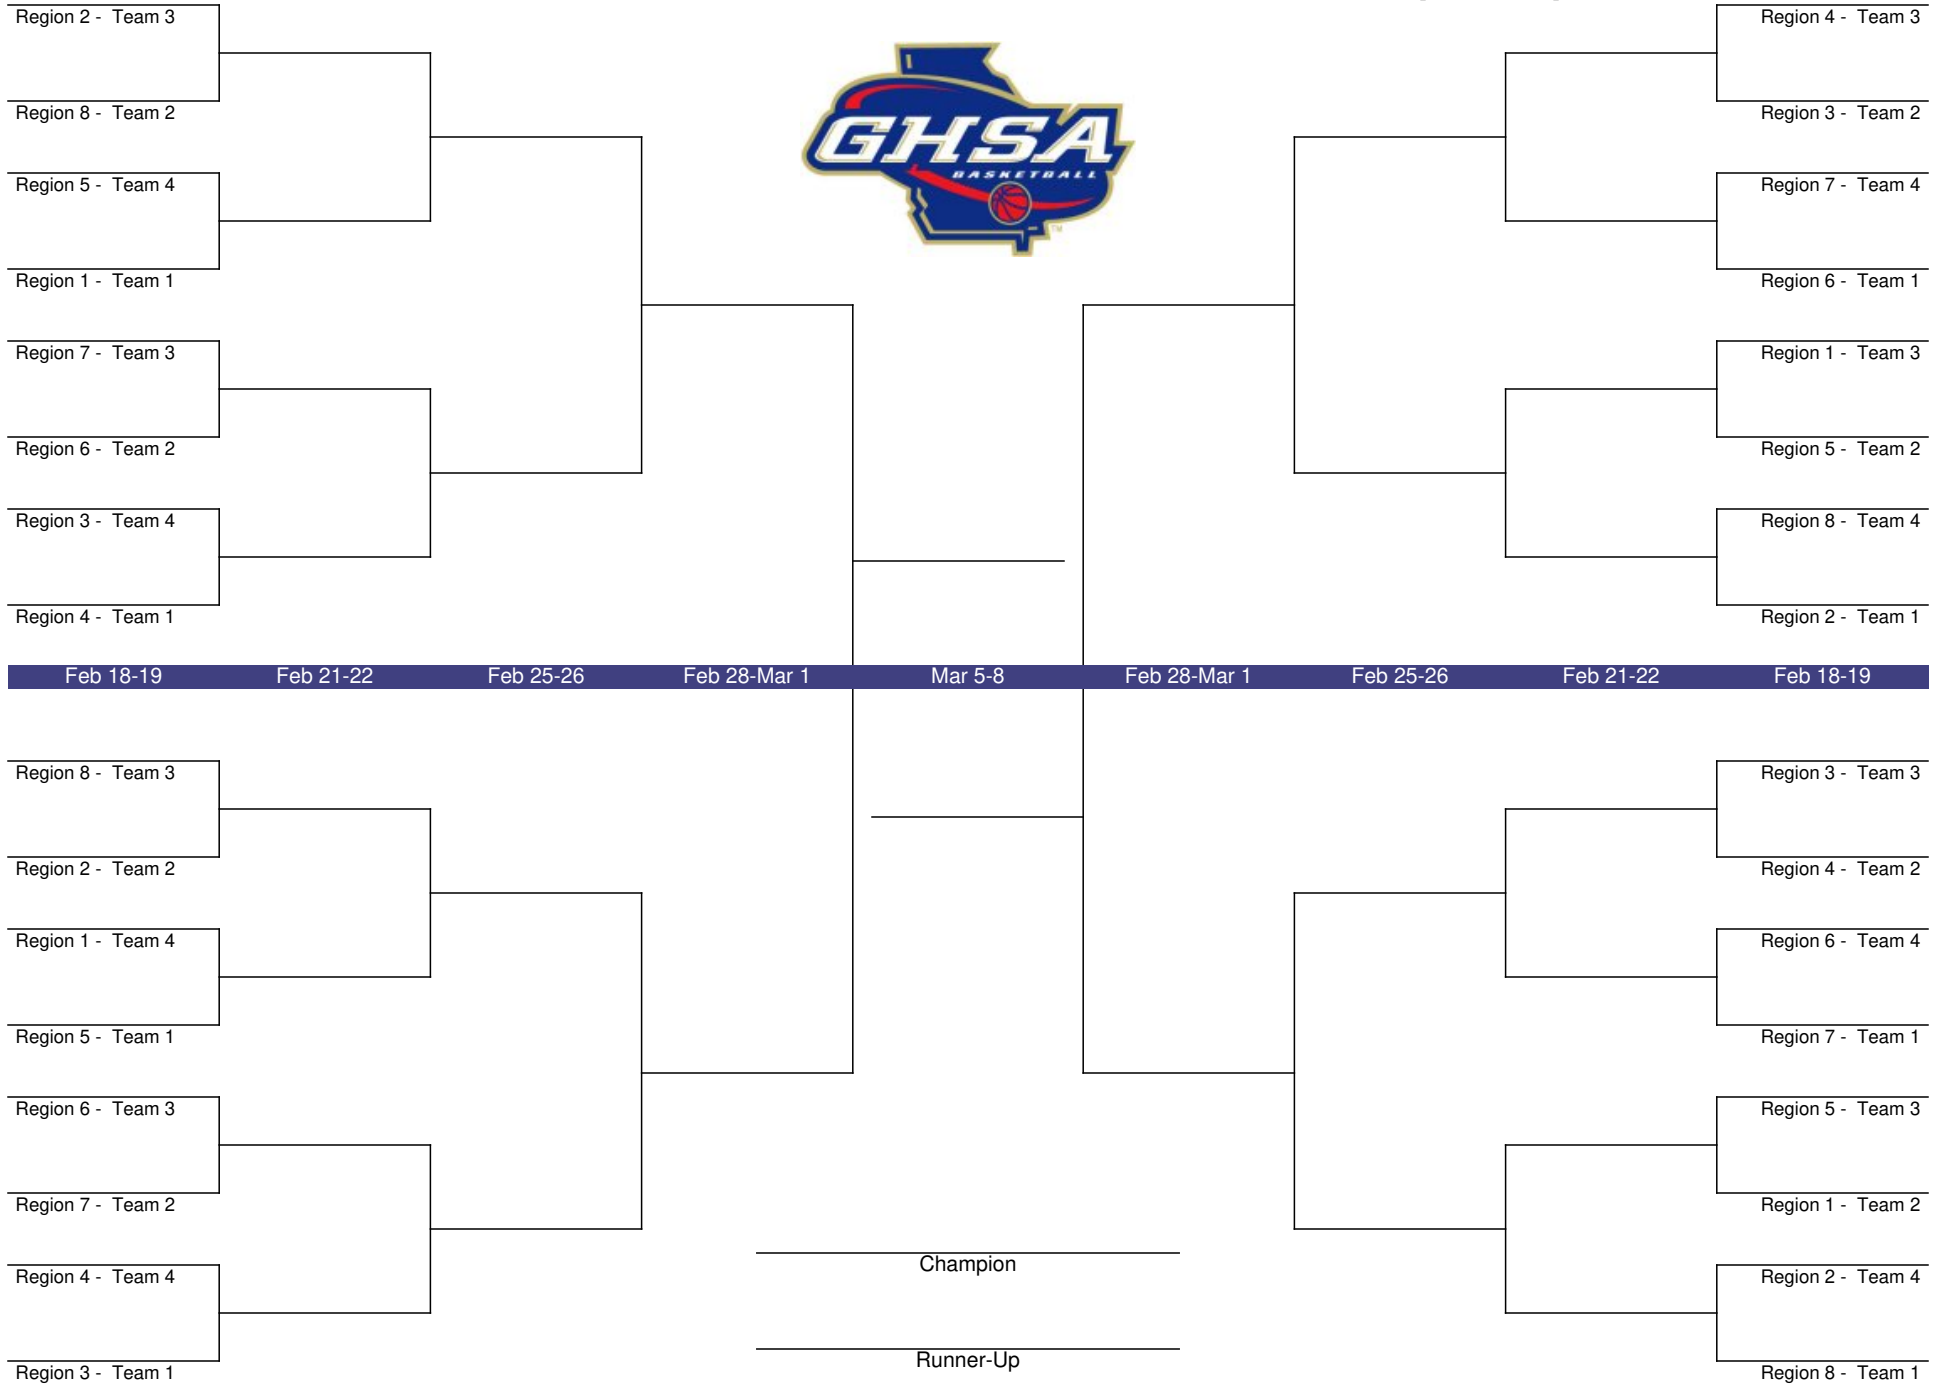 Region 2 - Team 3
Region 8 - Team 2
Region 5 - Team 4
Region 1 - Team 1
Region 7 - Team 3
Region 6 - Team 2
Region 3 - Team 4
Region 4 - Team 1
GHSA
BASKETBALL
TM
Region 4 - Team 3
Region 3 - Team 2
Region 7 - Team 4
Region 6 - Team 1
Region 1 - Team 3
Region 5 - Team 2
Region 8 - Team 4
Region 2 - Team 1
Feb 18-19 Feb 21-22 Feb 25-26 Feb 28-Mar 1 Mar 5-8 Feb 28-Mar 1 Feb 25-26 Feb 21-22 Feb 18-19
Region 8 - Team 3
Region 2 - Team 2
Region 1 - Team 4
Region 5 - Team 1
Region 6 - Team 3
Region 7 - Team 2
Region 4 - Team 4
Region 3 - Team 1
Champion
Runner-Up
Region 3 - Team 3
Region 4 - Team 2
Region 6 - Team 4
Region 7 - Team 1
Region 5 - Team 3
Region 1 - Team 2
Region 2 - Team 4
Region 8 - Team 1